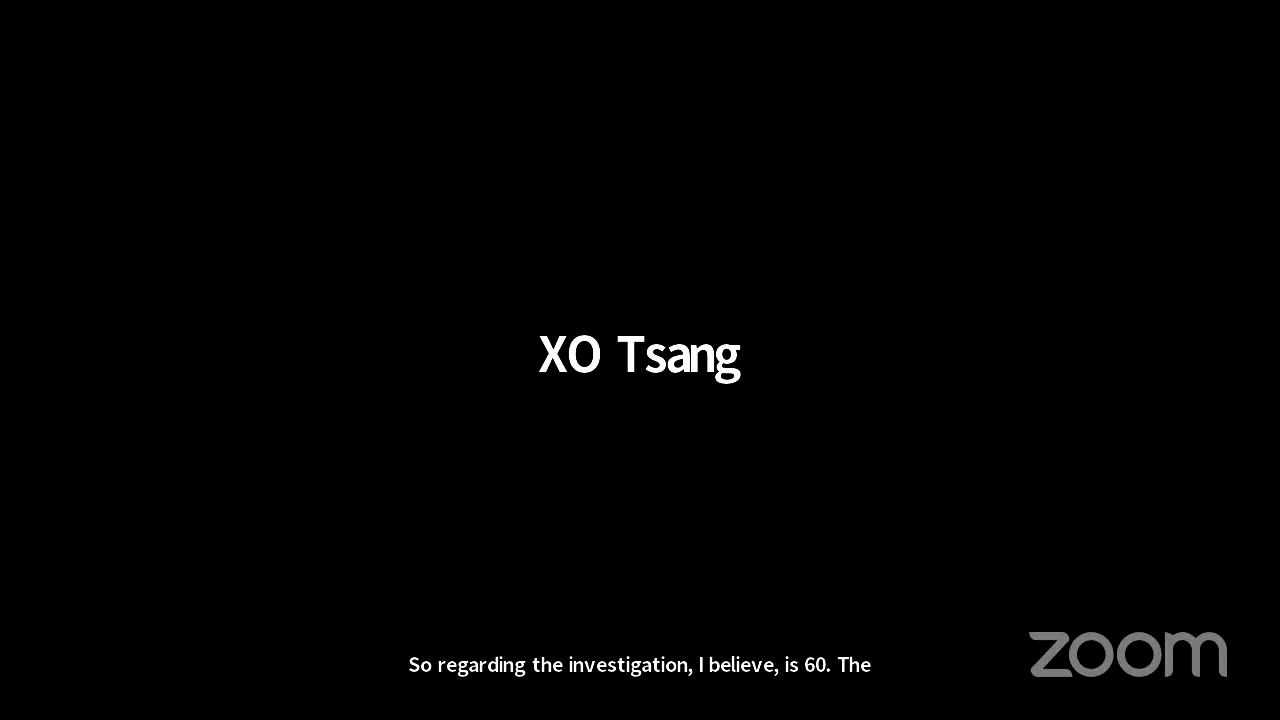 XO Tsang
So regarding the investigation, I believe, is 60. The
zoom